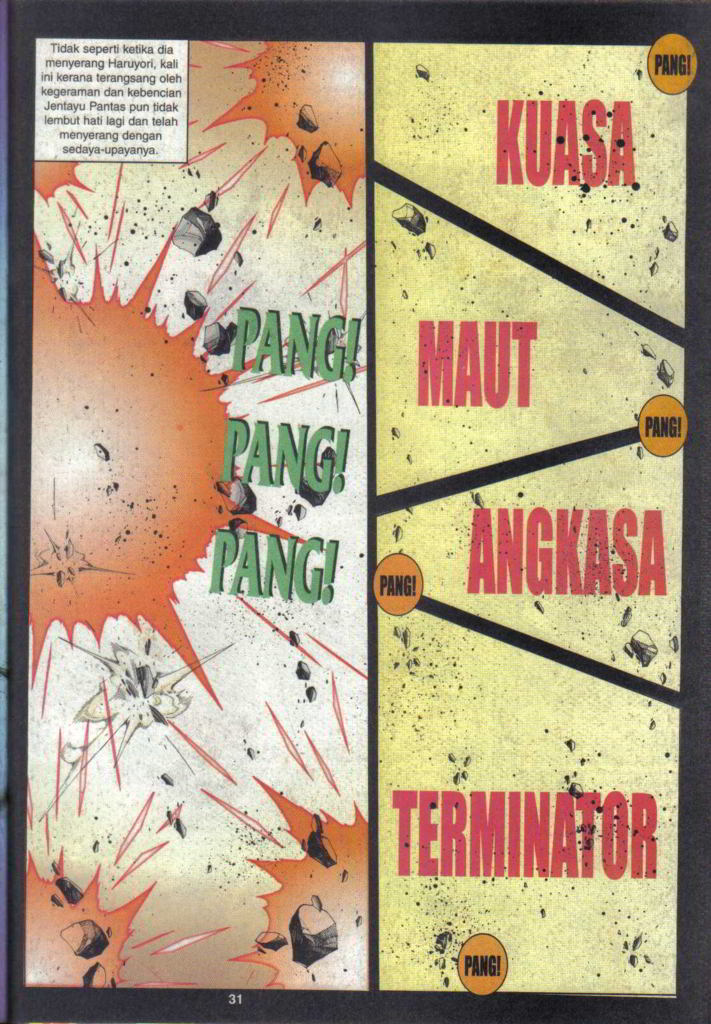 Tidak seperti ketika dia
menyerang Haruyori, kali
ini kerana terangsang oleh
kegeraman dan kebencian
Jentayu Pantas pun tidak
lembut hati lagi dan telah
menyerang dengan
sedaya-upayanya.
PANG!
PANG!
PANG!
PANG!
KUASA
MAUT
PANG!
ANGKASA
PANG!
TERMINATOR
PANG!
31